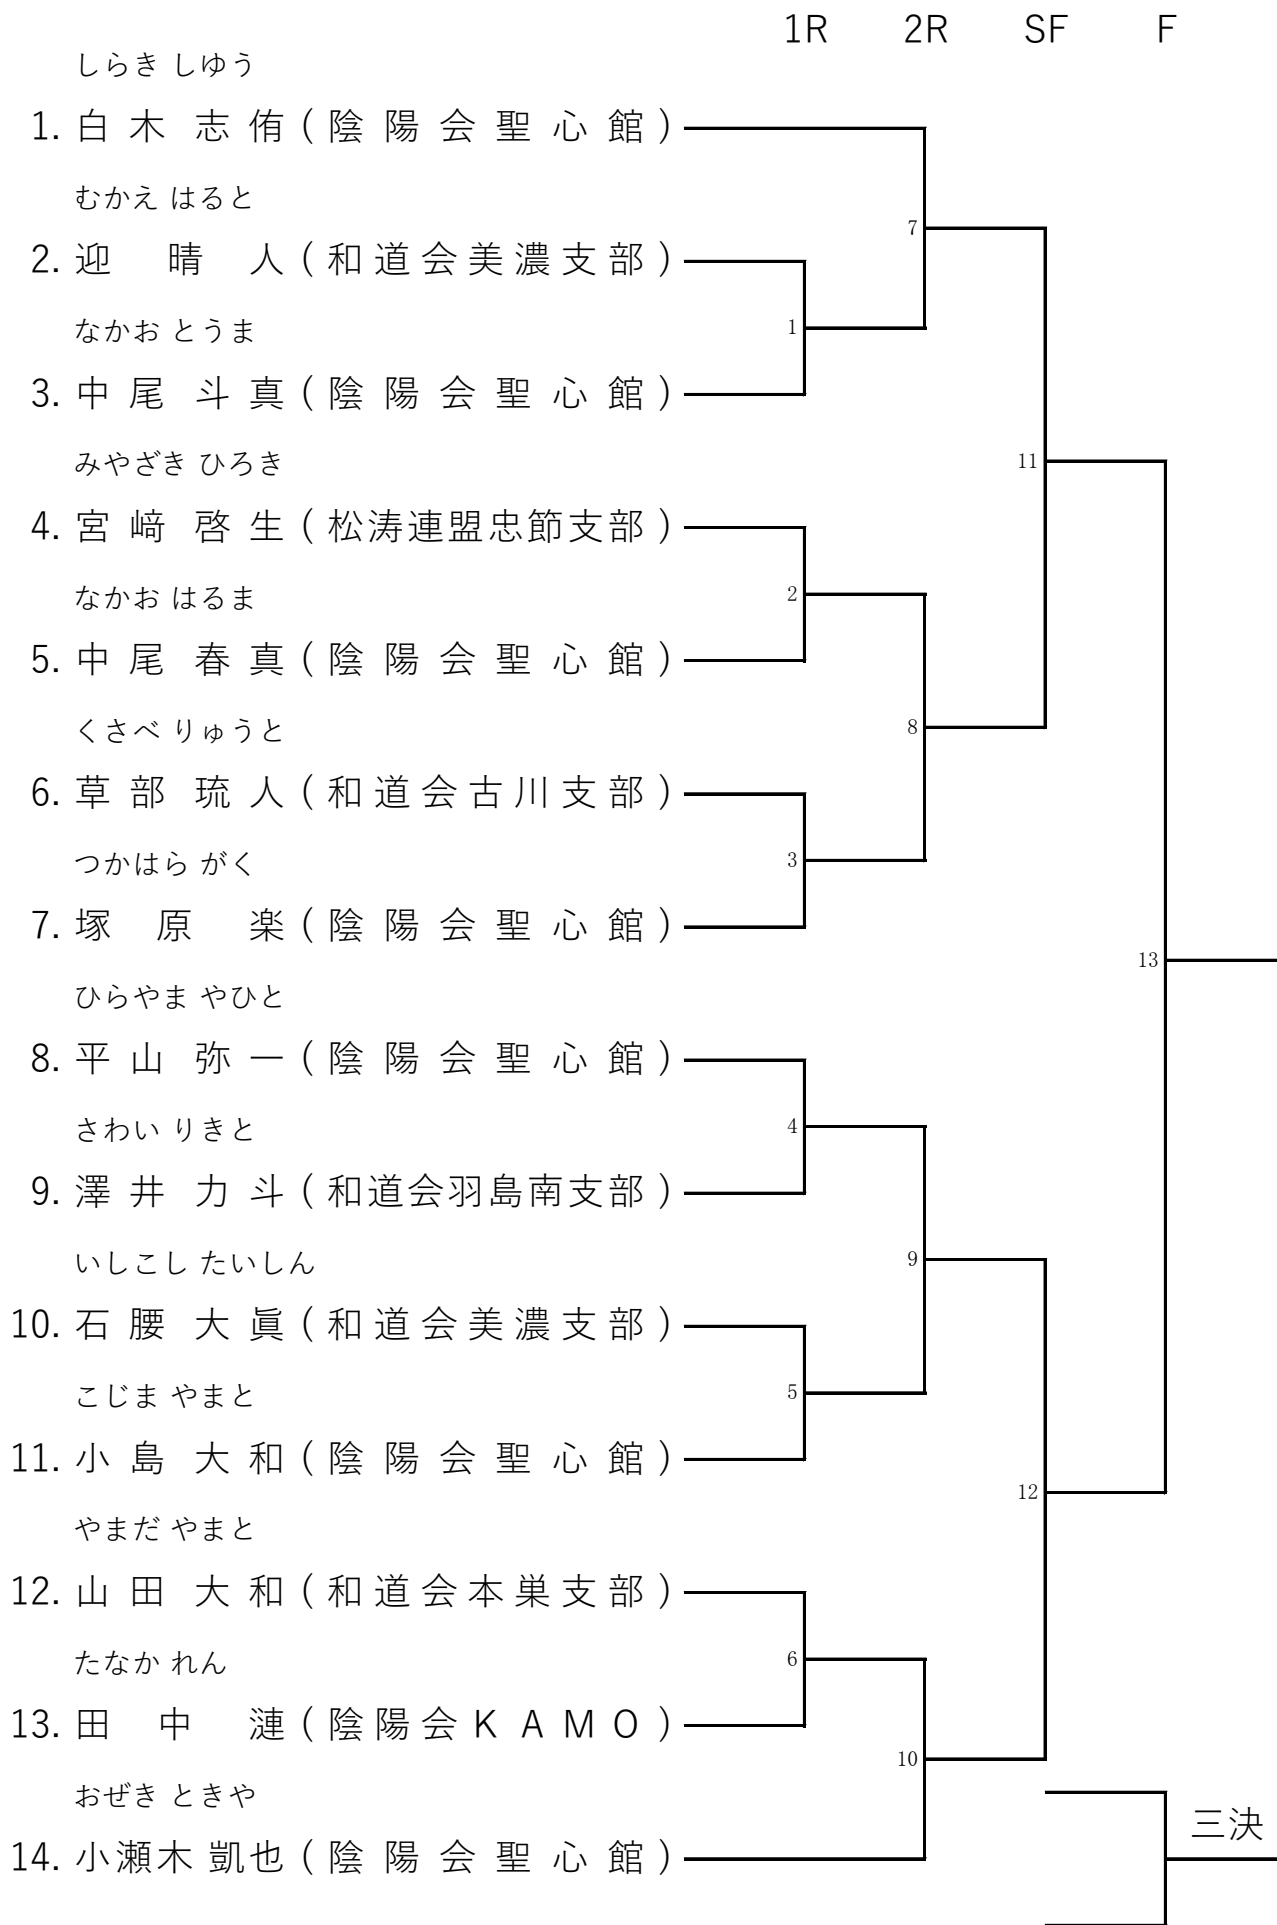 1R 2R SF F
しらき しゆう
1. 白木 志侑 (陰陽会聖心館)
むかえ はると
2. 迎 晴人 (和道会美濃支部)
なかお とうま
3. 中尾 斗真 (陰陽会聖心館)
みやざき ひろき
4. 宮﨑 啓生 (松涛連盟忠節支部)
なかお はるま
5. 中尾 春真 (陰陽会聖心館)
くさべ りゅうと
6. 草部 琉人 (和道会古川支部)
つかはら がく
7. 塚原 楽 (陰陽会聖心館)
ひらやま やひと
8. 平山 弥一 (陰陽会聖心館)
さわい りきと
9. 澤井 力斗 (和道会羽島南支部)
いしこし たいしん
10. 石腰 大眞 (和道会美濃支部)
こじま やまと
11. 小島 大和 (陰陽会聖心館)
やまだ やまと
12. 山田 大和 (和道会本巣支部)
たなか れん
13. 田中 漣 (陰陽会KAMO)
おぜき ときや
14. 小瀬木 凱也 (陰陽会聖心館)
1
2
3
4
5
6
7
8
9
10
11
12
13
三決